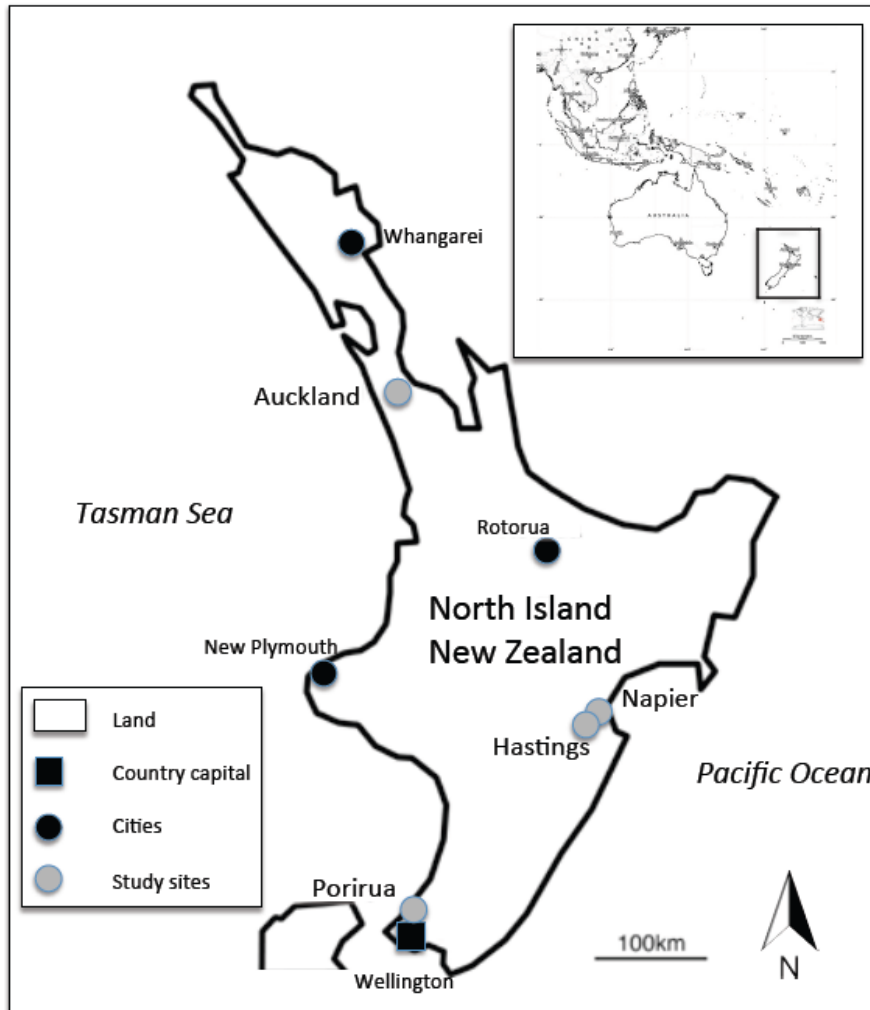 CHINA
AUSTRALIA
Whangarei
Auckland
Tasman Sea
Rotorua
North Island
New Zealand
New Plymouth
Napier
Hastings
Pacific Ocean
Land
Country capital
Cities
Study sites
Porirua
Wellington
100km
N